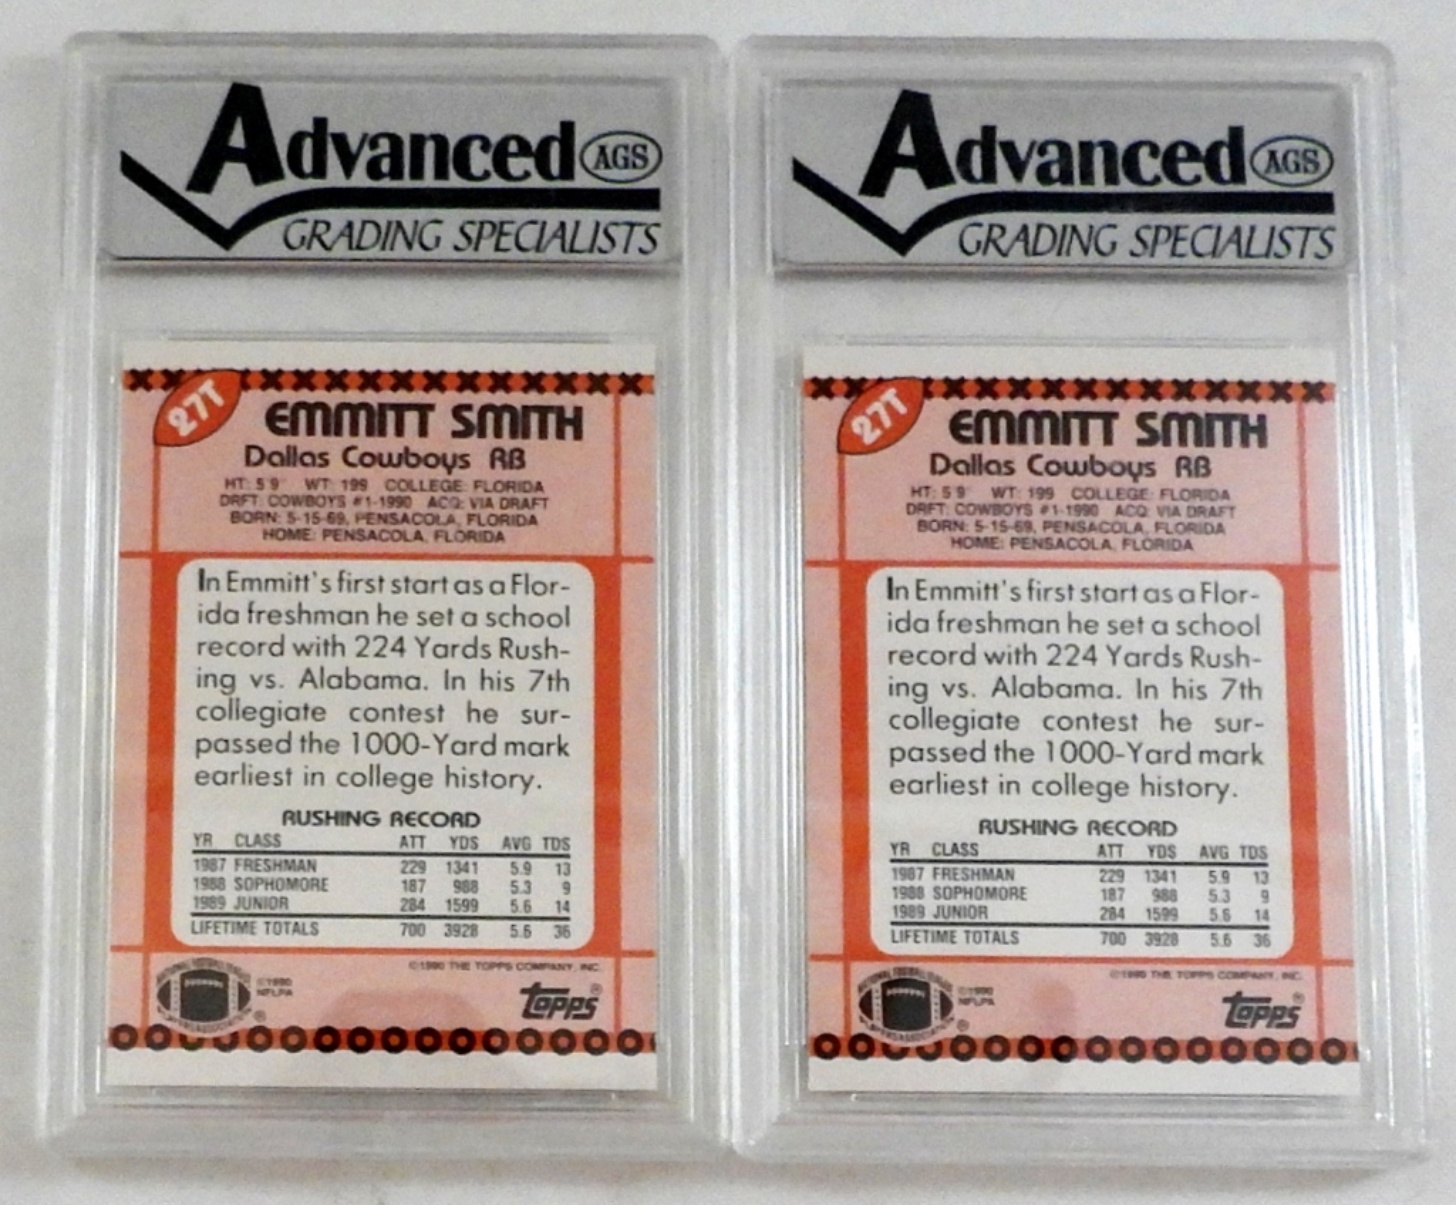 Advanced AGS
GRADING SPECIALISTS
27T
EMMITT SMITH
Dallas Cowboys RB
HT: 5'9" WT: 199 COLLEGE: FLORIDA
DRFT: COWBOYS #1-1990 ACQ: VIA DRAFT
BORN: 5-15-69, PENSACOLA, FLORIDA
HOME: PENSACOLA, FLORIDA
In Emmitt's first start as a Flor-
ida freshman he set a school
record with 224 Yards Rush-
ing vs. Alabama. In his 7th
collegiate contest he sur-
passed the 1000-Yard mark
earliest in college history.
RUSHING RECORD
YR CLASS ATT YDS AVG TDS
1987 FRESHMAN 229 1341 5.9 13
1988 SOPHOMORE 187 988 5.3 9
1989 JUNIOR 284 1599 5.6 14
LIFETIME TOTALS 700 3928 5.6 36
©1990 THE TOPPS COMPANY, INC.
©1990
NFLPA
topps®
Advanced AGS
GRADING SPECIALISTS
27T
EMMITT SMITH
Dallas Cowboys RB
HT: 5'9" WT: 199 COLLEGE: FLORIDA
DRFT: COWBOYS #1-1990 ACQ: VIA DRAFT
BORN: 5-15-69, PENSACOLA, FLORIDA
HOME: PENSACOLA, FLORIDA
In Emmitt's first start as a Flor-
ida freshman he set a school
record with 224 Yards Rush-
ing vs. Alabama. In his 7th
collegiate contest he sur-
passed the 1000-Yard mark
earliest in college history.
RUSHING RECORD
YR CLASS ATT YDS AVG TDS
1987 FRESHMAN 229 1341 5.9 13
1988 SOPHOMORE 187 988 5.3 9
1989 JUNIOR 284 1599 5.6 14
LIFETIME TOTALS 700 3928 5.6 36
©1990 THE TOPPS COMPANY, INC.
©1990
NFLPA
topps®